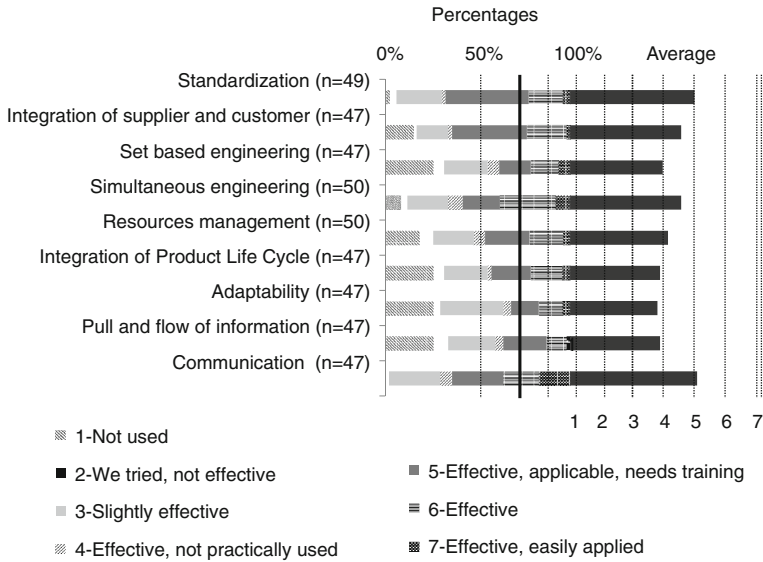 Percentages
0% 50% 100% Average
Standardization (n=49)
Integration of supplier and customer (n=47)
Set based engineering (n=47)
Simultaneous engineering (n=50)
Resources management (n=50)
Integration of Product Life Cycle (n=47)
Adaptability (n=47)
Pull and flow of information (n=47)
Communication (n=47)
1 2 3 4 5 6 7
1-Not used
2-We tried, not effective
3-Slightly effective
4-Effective, not practically used
5-Effective, applicable, needs training
6-Effective
7-Effective, easily applied